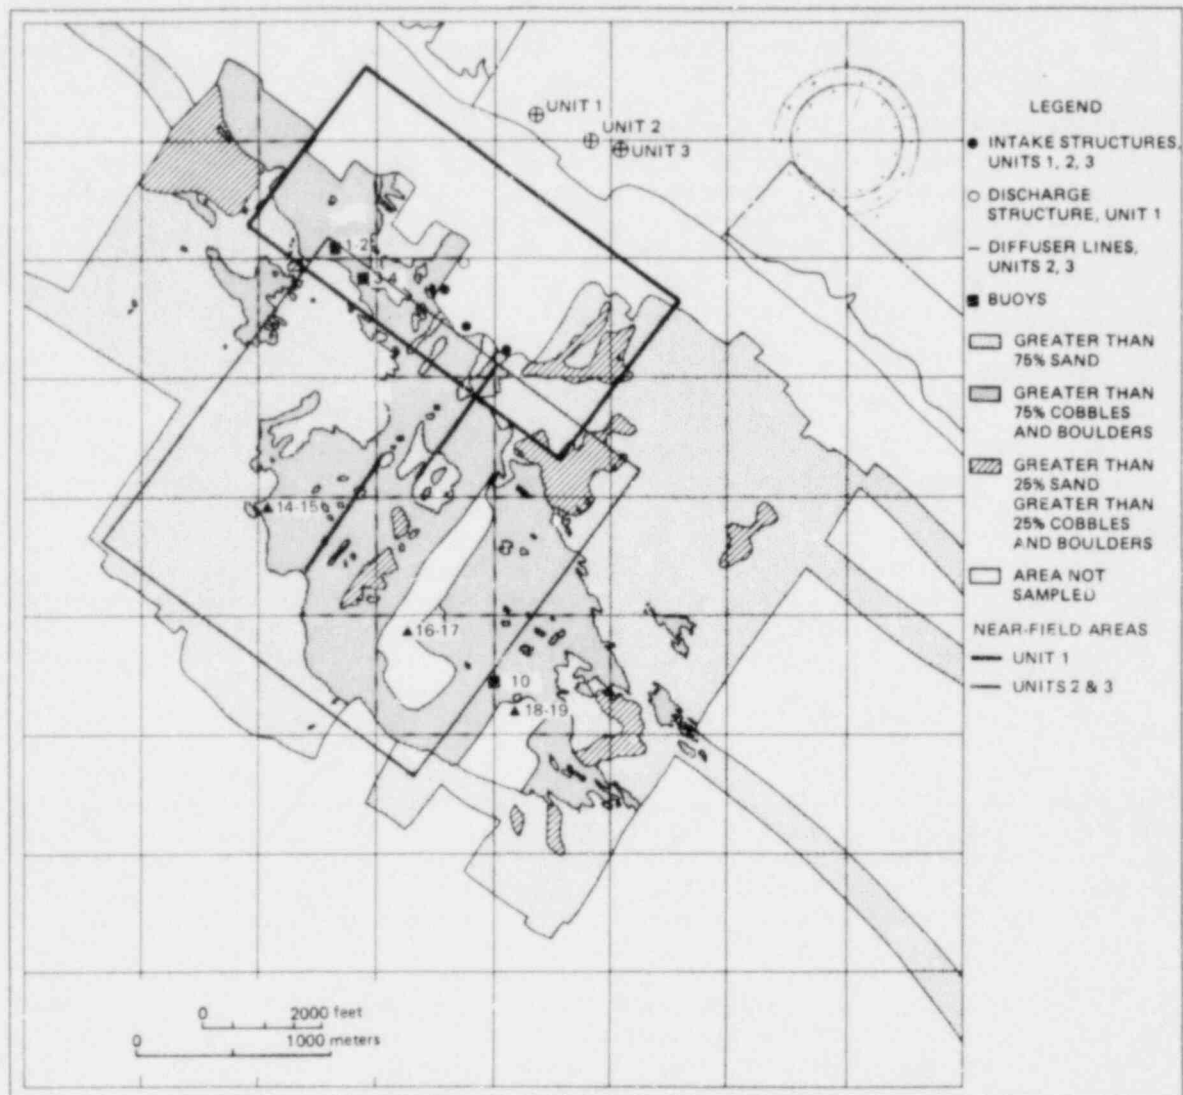 UNIT 1
UNIT 2
UNIT 3
1-2
3-4
14-15
16-17
10
18-19
0 2000 feet
0 1000 meters
LEGEND
INTAKE STRUCTURES,
UNITS 1, 2, 3
DISCHARGE
STRUCTURE, UNIT 1
DIFFUSER LINES,
UNITS 2, 3
BUOYS
GREATER THAN
75% SAND
GREATER THAN
75% COBBLES
AND BOULDERS
GREATER THAN
25% SAND
GREATER THAN
25% COBBLES
AND BOULDERS
AREA NOT
SAMPLED
NEAR-FIELD AREAS
UNIT 1
UNITS 2 & 3